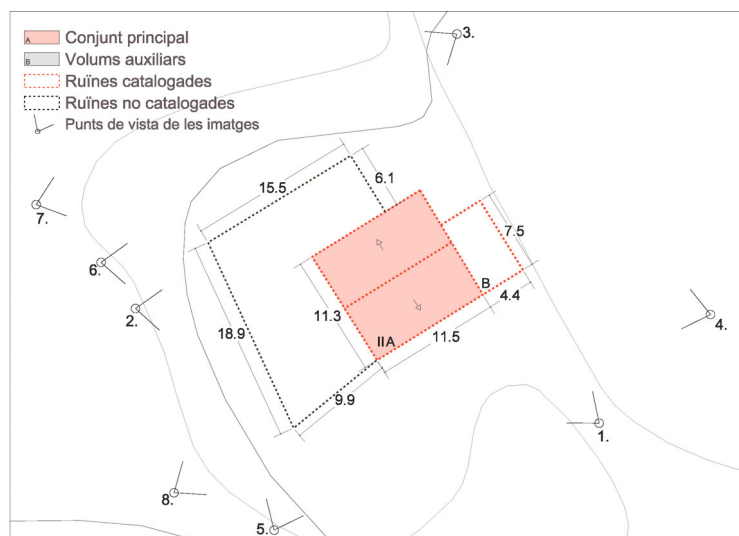 A Conjunt principal
B Volums auxiliars
Ruïnes catalogades
Ruïnes no catalogades
Punts de vista de les imatges
3.
15.5
6.1
7.
7.5
6.
B
2.
4.4
11.3
4.
18.9
IIA
11.5
9.9
1.
8.
5.